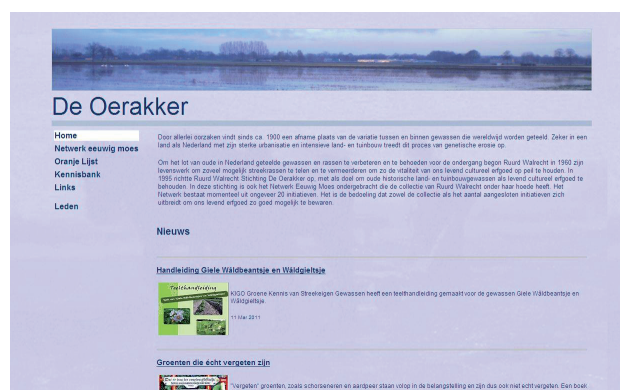 De Oerakker
Home
Netwerk eeuwig moes
Oranje Lijst
Kennisbank
Links
Leden
Door allerlei oorzaken vindt sinds ca. 1900 een afname plaats van de variatie tussen en binnen gewassen die wereldwijd worden geteeld. Zeker in een
land als Nederland met zijn sterke urbanisatie en intensieve land- en tuinbouw treedt dit proces van genetische erosie op.
Om het lot van oude in Nederland geteelde gewassen en rassen te verbeteren en te behoeden voor de ondergang begon Ruurd Walrecht in 1960 zijn
levenswerk om zoveel mogelijk streekrassen te telen en te vermeerderen om zo de vitaliteit van ons levend cultureel erfgoed op peil te houden. In
1995 richtte Ruurd Walrecht Stichting De Oerakker op, met als doel om oude historische land- en tuinbouwgewassen als levend cultureel erfgoed te
behouden. In deze stichting is ook het Netwerk Eeuwig Moes ondergebracht die de collectie van Ruurd Walrecht onder haar hoede heeft. Het
Netwerk bestaat momenteel uit ongeveer 20 initiatieven. Het is de bedoeling dat zowel de collectie als het aantal aangesloten initiatieven zich
uitbreidt om ons levend erfgoed zo goed mogelijk te bewaren.
Nieuws
Handleiding Giele Wâldbeantsje en Wâldgieltsje
Teelthandleiding
KIGO Groene Kennis van Streekeigen Gewassen heeft een teelthandleiding gemaakt voor de gewassen Giele Wâldbeantsje en
Wâldgieltsje.
11 Mar 2011
Groenten die écht vergeten zijn
'Vergeten' groenten, zoals schorseneren en aardpeer staan volop in de belangstelling en zijn dus ook niet echt vergeten. Een boel